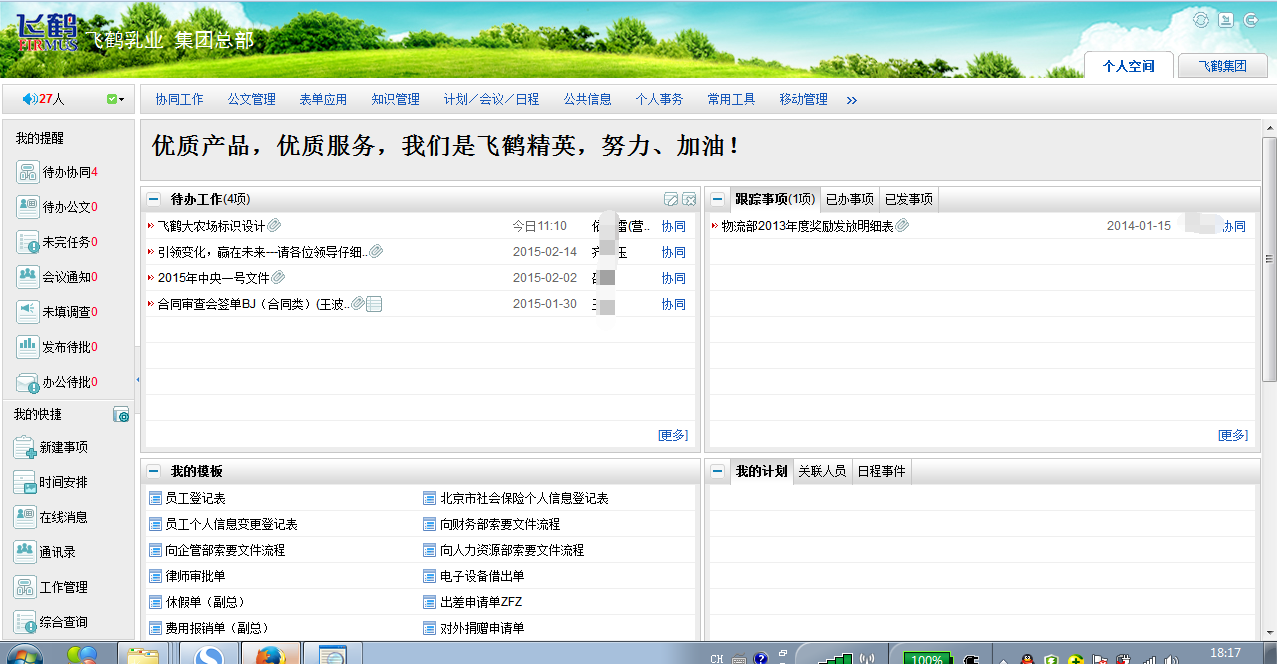 飞鹤
FIRMUS
飞鹤乳业 集团总部
个人空间 飞鹤集团
27人
协同工作 公文管理 表单应用 知识管理 计划／会议／日程 公共信息 个人事务 常用工具 移动管理 »
我的提醒
待办协同4
待办公文0
未完任务0
会议通知0
未填调查0
发布待批0
办公待批0
我的快捷
新建事项
时间安排
在线消息
通讯录
工作管理
综合查询
优质产品，优质服务，我们是飞鹤精英，努力、加油！
待办工作(4项)
飞鹤大农场标识设计 今日11:10 雷(营.. 协同
引领变化，赢在未来---请各位领导仔细.. 2015-02-14 玉 协同
2015年中央一号文件 2015-02-02 协同
合同审查会签单BJ（合同类）(王波.. 2015-01-30 协同
[更多]
跟踪事项(1项) 已办事项 已发事项
物流部2013年度奖励发放明细表 2014-01-15 协同
[更多]
我的模板
员工登记表 北京市社会保险个人信息登记表
员工个人信息变更登记表 向财务部索要文件流程
向企管部索要文件流程 向人力资源部索要文件流程
律师审批单 电子设备借出单
休假单（副总） 出差申请单ZFZ
费用报销单（副总） 对外捐赠申请单
我的计划 关联人员 日程事件
CH 100% 18:17